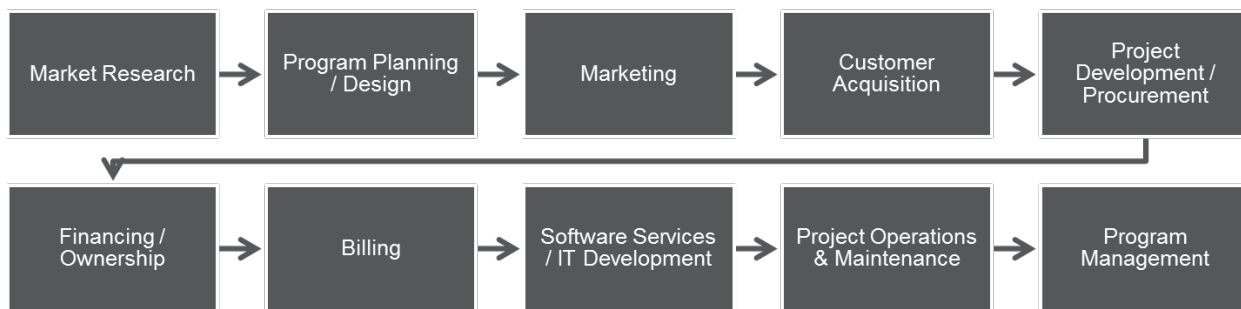 Market Research
Program Planning
/ Design
Marketing
Customer
Acquisition
Project
Development /
Procurement
Financing /
Ownership
Billing
Software Services
/ IT Development
Project Operations
& Maintenance
Program
Management